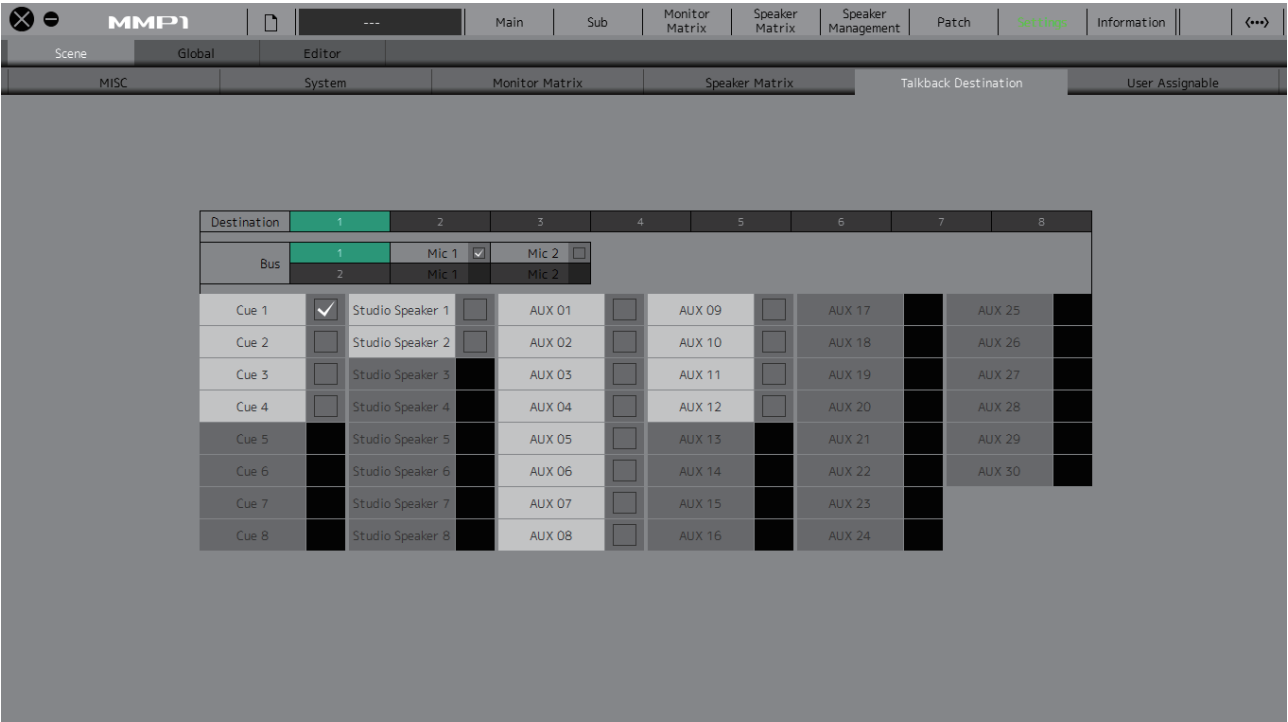 MMP1 --- Main Sub Monitor Matrix Speaker Matrix Speaker Management Patch Settings Information
Scene Global Editor
MISC System Monitor Matrix Speaker Matrix Talkback Destination User Assignable
Destination 1 2 3 4 5 6 7 8
Bus 1 Mic 1 Mic 2
2 Mic 1 Mic 2
Cue 1 Studio Speaker 1 AUX 01 AUX 09 AUX 17 AUX 25
Cue 2 Studio Speaker 2 AUX 02 AUX 10 AUX 18 AUX 26
Cue 3 Studio Speaker 3 AUX 03 AUX 11 AUX 19 AUX 27
Cue 4 Studio Speaker 4 AUX 04 AUX 12 AUX 20 AUX 28
Cue 5 Studio Speaker 5 AUX 05 AUX 13 AUX 21 AUX 29
Cue 6 Studio Speaker 6 AUX 06 AUX 14 AUX 22 AUX 30
Cue 7 Studio Speaker 7 AUX 07 AUX 15 AUX 23
Cue 8 Studio Speaker 8 AUX 08 AUX 16 AUX 24